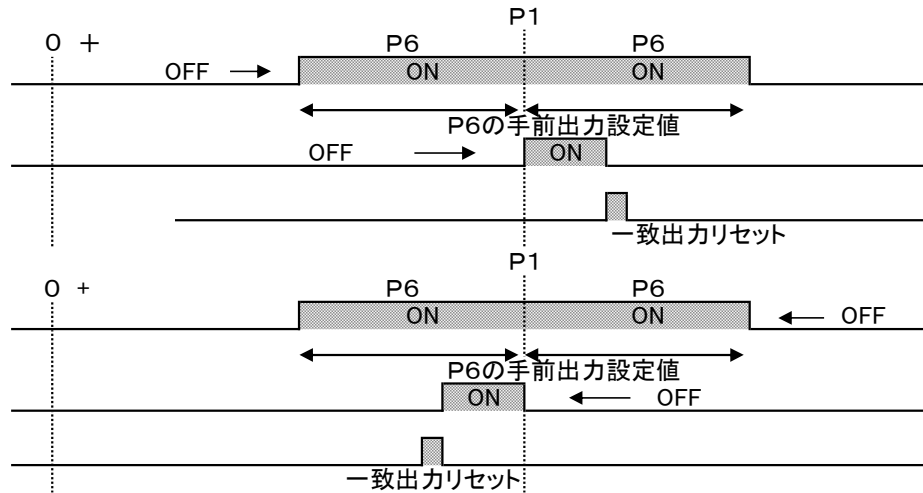 P1
0 +
P6 P6
OFF ON ON
P6の手前出力設定値
OFF ON
一致出力リセット
P1
0 +
P6 P6
ON ON OFF
P6の手前出力設定値
ON OFF
一致出力リセット